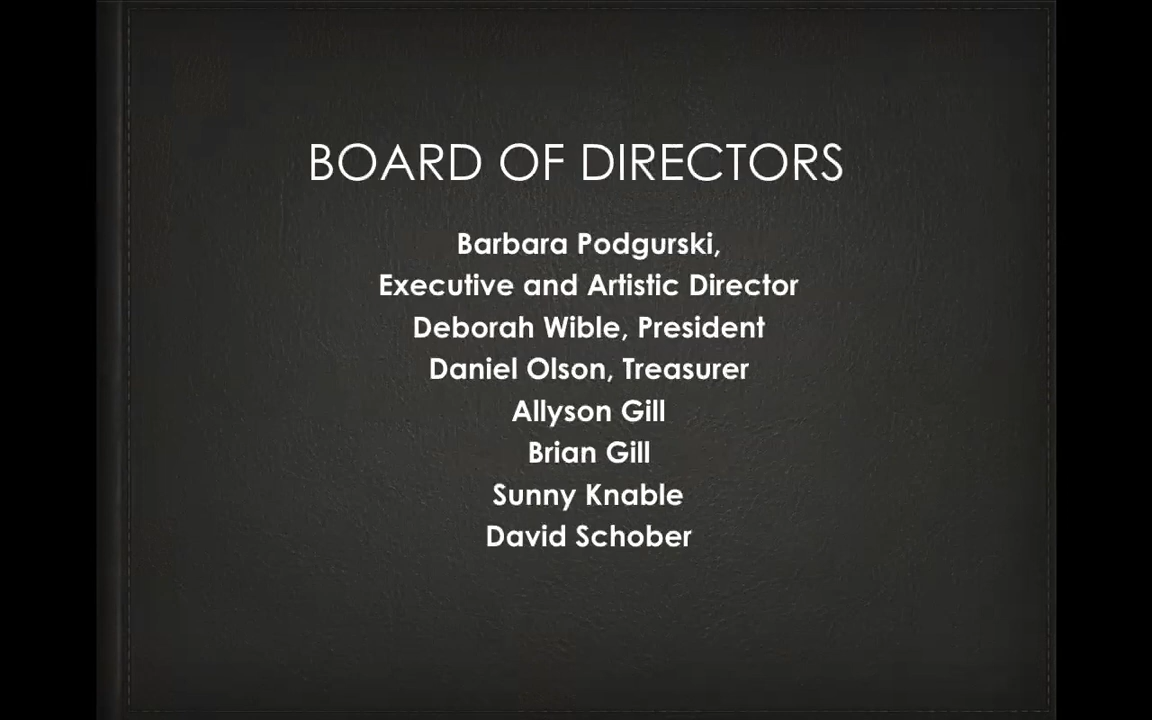 BOARD OF DIRECTORS
Barbara Podgurski,
Executive and Artistic Director
Deborah Wible, President
Daniel Olson, Treasurer
Allyson Gill
Brian Gill
Sunny Knable
David Schober